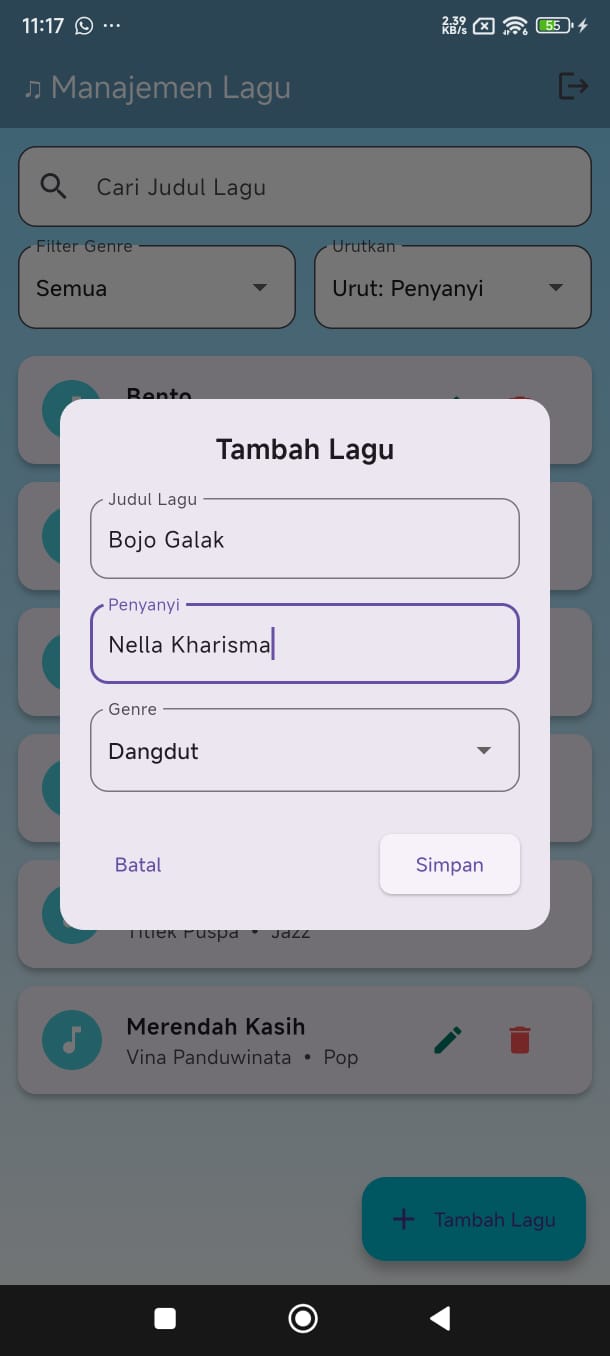 11:17 ...
2.39 KB/s 55
♫ Manajemen Lagu
Cari Judul Lagu
Filter Genre
Semua
Urutkan
Urut: Penyanyi
Bento
Tambah Lagu
Judul Lagu
Bojo Galak
Penyanyi
Nella Kharisma
Genre
Dangdut
Batal
Simpan
Titiek Puspa • Jazz
Merendah Kasih
Vina Panduwinata • Pop
+ Tambah Lagu